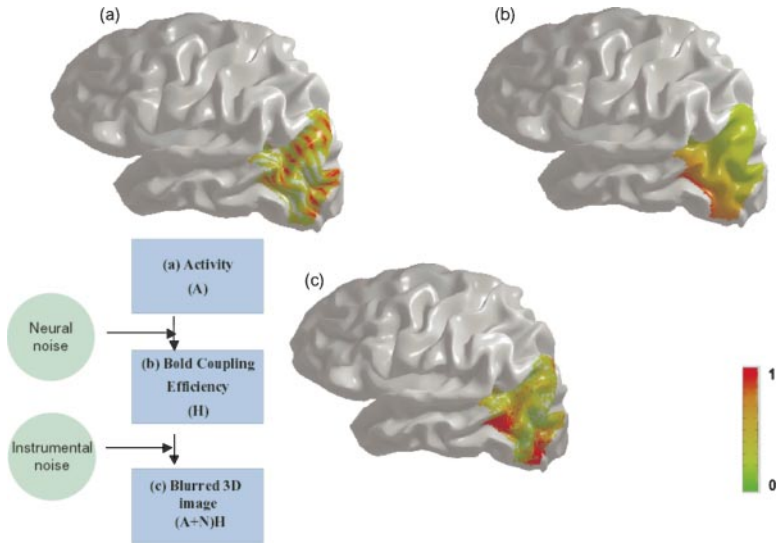 (a)
(b)
(a) Activity
(A)
Neural
noise
(b) Bold Coupling
Efficiency
(H)
Instrumental
noise
(c) Blurred 3D
image
(A+N)H
(c)
1
0